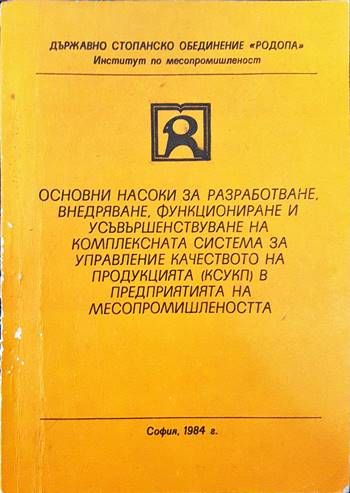 ДЪРЖАВНО СТОПАНСКО ОБЕДИНЕНИЕ «РОДОПА»
Институт по месопромишленост
ОСНОВНИ НАСОКИ ЗА РАЗРАБОТВАНЕ,
ВНЕДРЯВАНЕ, ФУНКЦИОНИРАНЕ И
УСЪВЪРШЕНСТВУВАНЕ НА
КОМПЛЕКСНАТА СИСТЕМА ЗА
УПРАВЛЕНИЕ КАЧЕСТВОТО НА
ПРОДУКЦИЯТА (КСУКП) В
ПРЕДПРИЯТИЯТА НА
МЕСОПРОМИШЛЕНОСТТА
София, 1984 г.